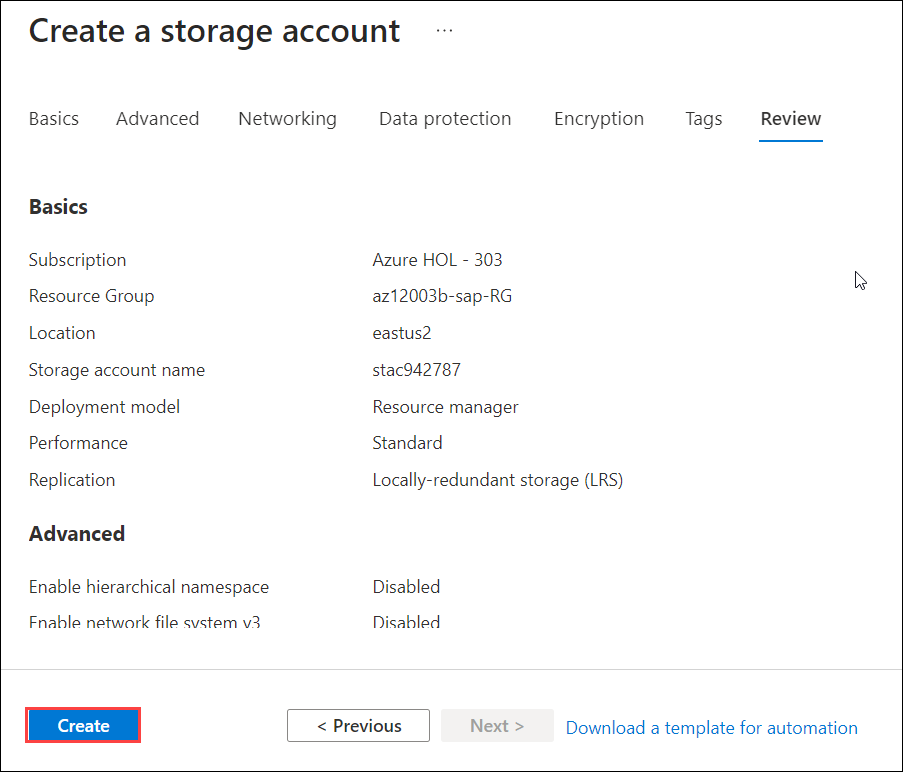 Create a storage account ...
Basics Advanced Networking Data protection Encryption Tags Review
Basics
Subscription Azure HOL - 303
Resource Group az12003b-sap-RG
Location eastus2
Storage account name stac942787
Deployment model Resource manager
Performance Standard
Replication Locally-redundant storage (LRS)
Advanced
Enable hierarchical namespace Disabled
Enable network file system v3 Disabled
Create < Previous Next > Download a template for automation